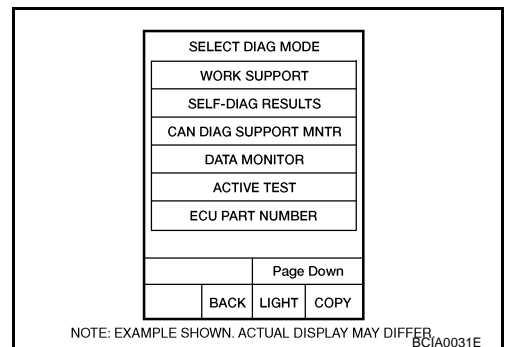 SELECT DIAG MODE
WORK SUPPORT
SELF-DIAG RESULTS
CAN DIAG SUPPORT MNTR
DATA MONITOR
ACTIVE TEST
ECU PART NUMBER
Page Down
BACK LIGHT COPY
NOTE: EXAMPLE SHOWN. ACTUAL DISPLAY MAY DIFFER.
BCIA0031E